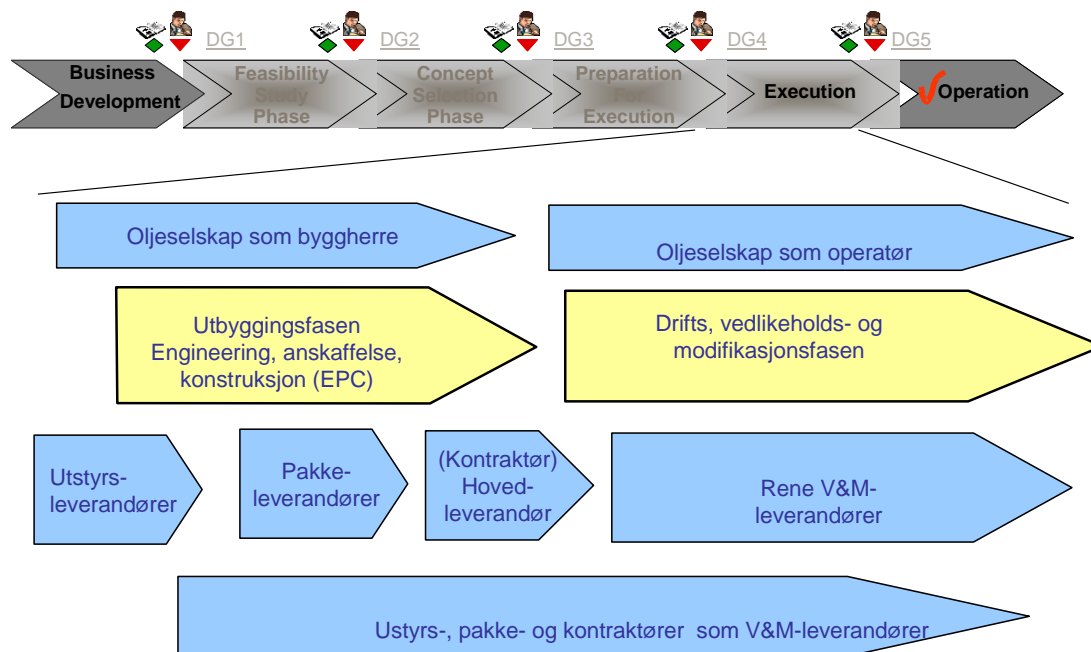 DG1
DG2
DG3
DG4
DG5
Business
Development
Feasibility
Study
Phase
Concept
Selection
Phase
Preparation
For
Execution
Execution
Operation
Oljeselskap som byggherre
Oljeselskap som operatør
Utbyggingsfasen
Engineering, anskaffelse,
konstruksjon (EPC)
Drifts, vedlikeholds- og
modifikasjonsfasen
Utstyrs-
leverandører
Pakke-
leverandører
(Kontraktør)
Hoved-
leverandør
Rene V&M-
leverandører
Ustyrs-, pakke- og kontraktører som V&M-leverandører